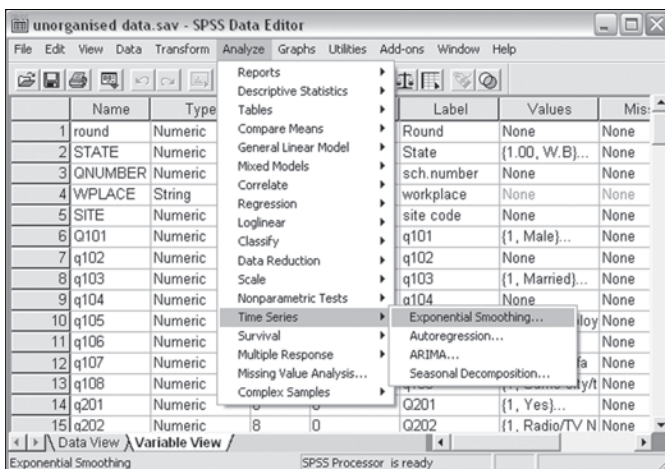 unorganised data.sav - SPSS Data Editor
File Edit View Data Transform Analyze Graphs Utilities Add-ons Window Help
Reports
Descriptive Statistics
Tables
Compare Means
General Linear Model
Mixed Models
Correlate
Regression
Loglinear
Classify
Data Reduction
Scale
Nonparametric Tests
Time Series
Survival
Multiple Response
Missing Value Analysis...
Complex Samples
Exponential Smoothing...
Autoregression...
ARIMA...
Seasonal Decomposition...
Name Type Label Values Miss
1 round Numeric Round None None
2 STATE Numeric State {1.00, W.B}... None
3 QNUMBER Numeric sch.number None None
4 WPLACE String workplace None None
5 SITE Numeric site code None None
6 Q101 Numeric q101 {1, Male}... None
7 q102 Numeric q102 None None
8 q103 Numeric q103 {1, Married}... None
9 q104 Numeric q104 None None
10 q105 Numeric None
11 q106 Numeric None
12 q107 Numeric None
13 q108 Numeric None
14 q201 Numeric 8 0 Q201 {1, Yes}... None
15 q202 Numeric 8 0 Q202 {1, Radio/TV N None
Data View Variable View
Exponential Smoothing SPSS Processor is ready